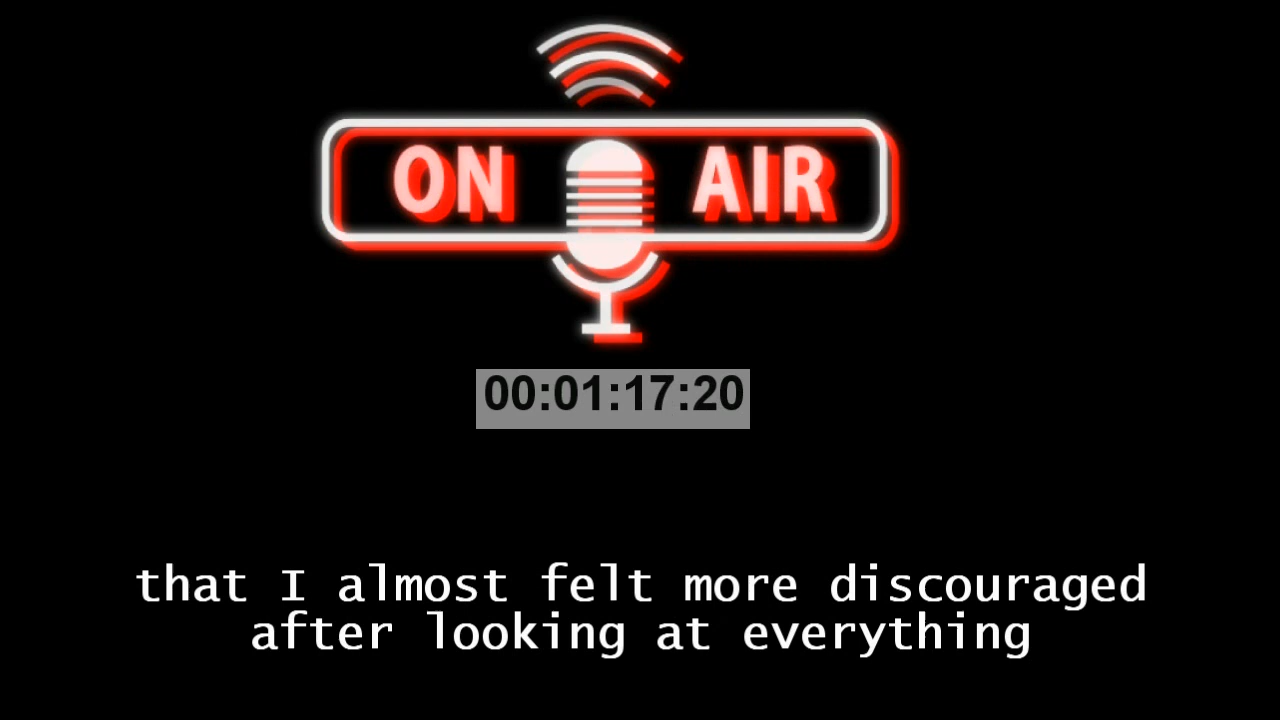 ON AIR
00:01:17:20
that I almost felt more discouraged
after looking at everything